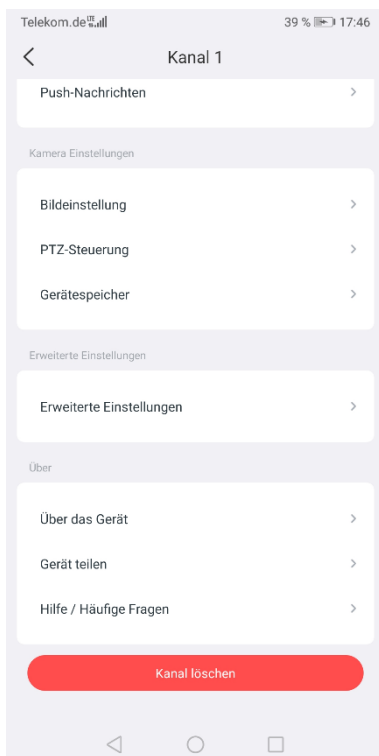 Telekom.de LTE 39 % 17:46
Kanal 1
Push-Nachrichten
Kamera Einstellungen
Bildeinstellung
PTZ-Steuerung
Gerätespeicher
Erweiterte Einstellungen
Erweiterte Einstellungen
Über
Über das Gerät
Gerät teilen
Hilfe / Häufige Fragen
Kanal löschen